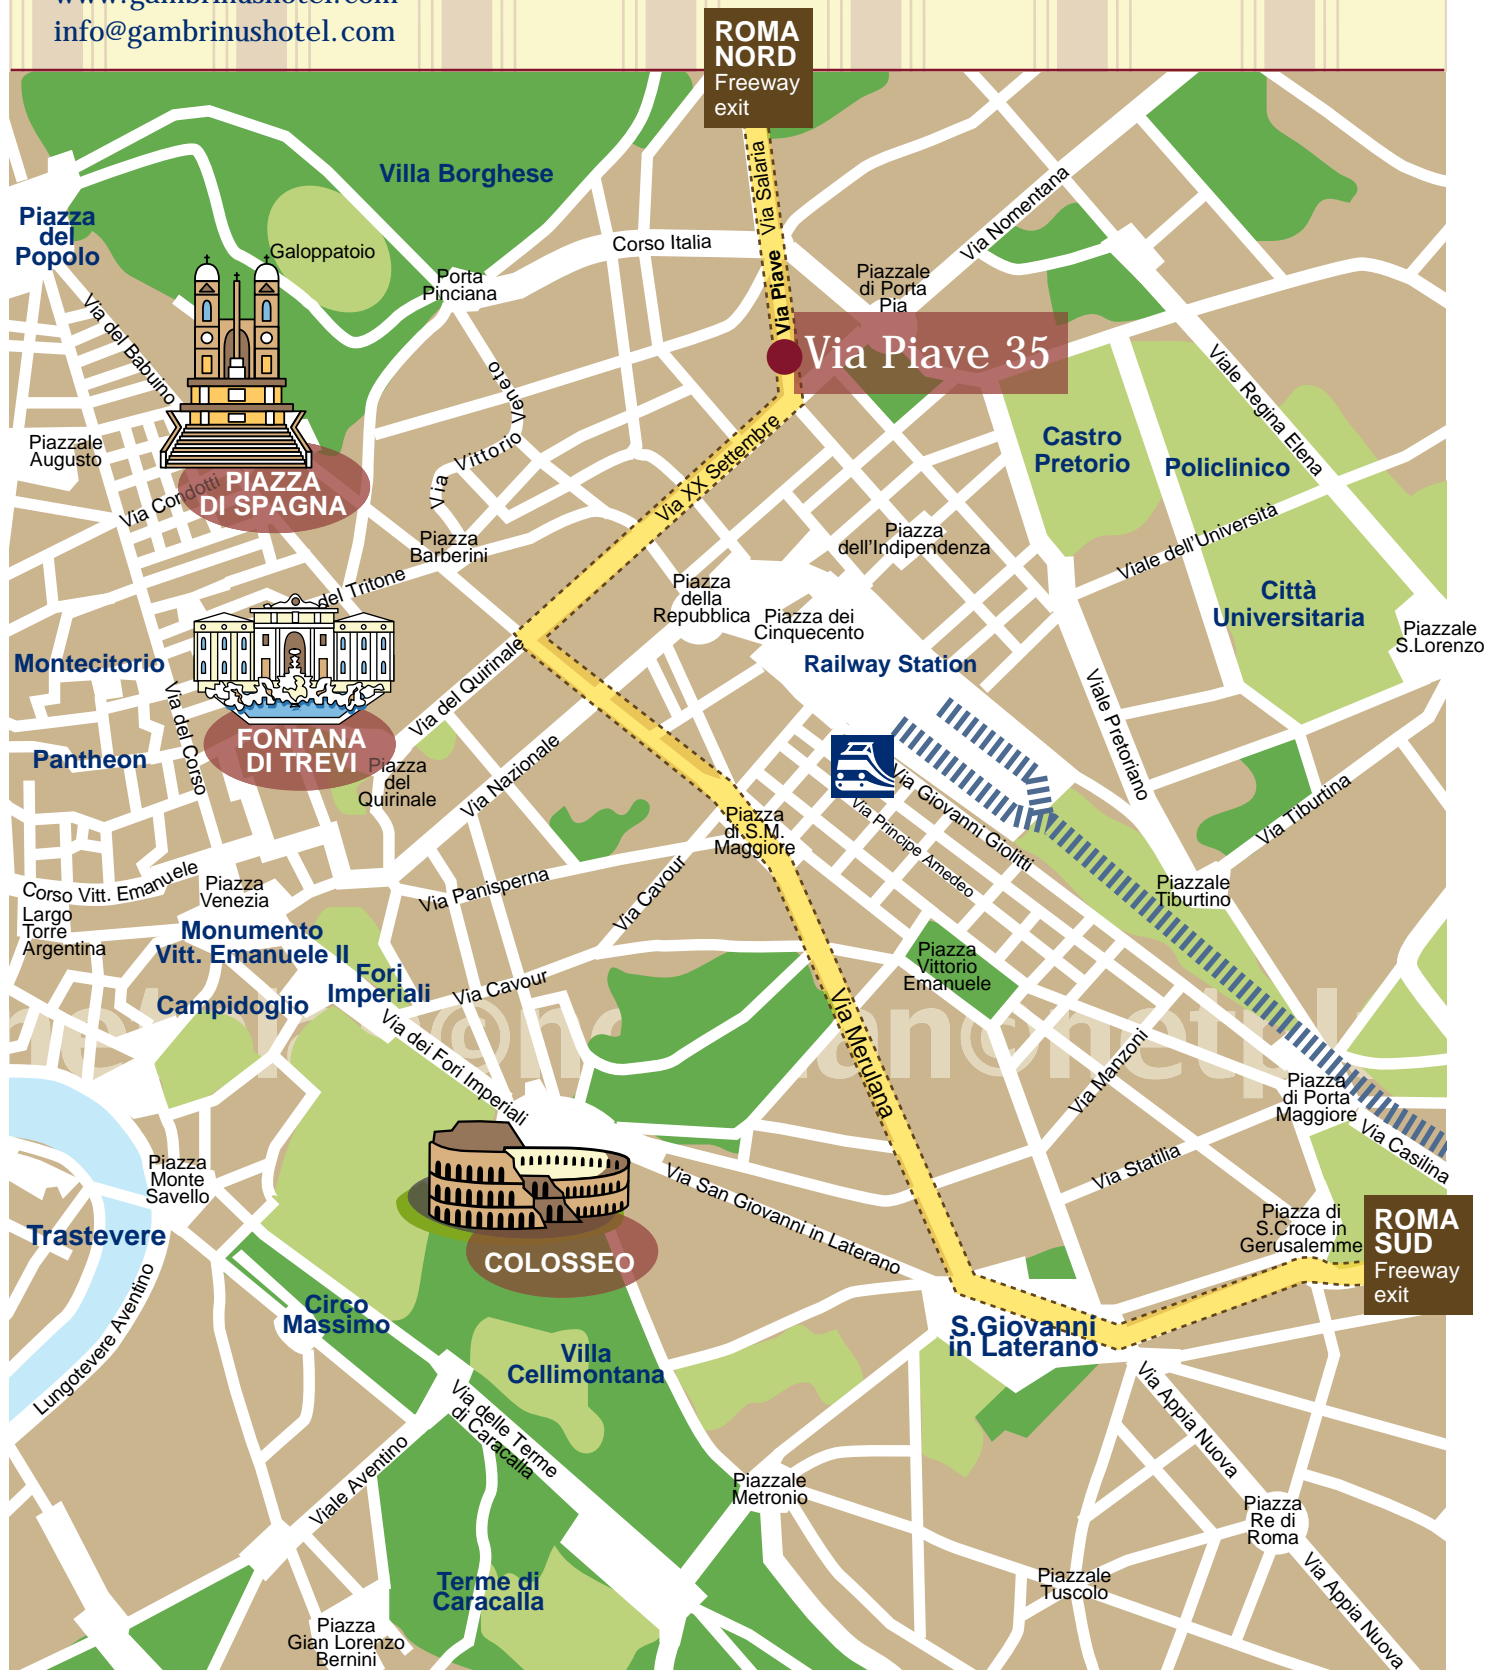 www.gambrinushotel.com
info@gambrinushotel.com
ROMA
NORD
Freeway
exit
Via Salaria
Via Piave
Villa Borghese
Piazza
del
Popolo
Galoppatoio
Corso Italia
Via Nomentana
Porta
Pinciana
Piazzale
di Porta
Pia
Via Piave 35
Via del Babuino
Via Vittorio Veneto
Viale Regina Elena
Piazzale
Augusto
Castro
Pretorio
Policlinico
PIAZZA
DI SPAGNA
Via Condotti
Via XX Settembre
Piazza
Barberini
Piazza
dell'Indipendenza
Viale dell'Università
del Tritone
Piazza
della
Repubblica
Piazza dei
Cinquecento
Città
Universitaria
Piazzale
S.Lorenzo
Montecitorio
Railway Station
Via del Quirinale
Via del Corso
Viale Pretoriano
Pantheon
FONTANA
DI TREVI
Piazza
del
Quirinale
Via Nazionale
Via Giovanni Giolitti
Via Principe Amedeo
Via Tiburtina
Piazza
di S.M.
Maggiore
Corso Vitt. Emanuele
Piazza
Venezia
Via Panisperna
Via Cavour
Piazzale
Tiburtino
Largo
Torre
Argentina
Monumento
Vitt. Emanuele II
Fori
Imperiali
Via Cavour
Piazza
Vittorio
Emanuele
Campidoglio
Via dei Fori Imperiali
Via Merulana
Via Manzoni
Piazza
di Porta
Maggiore
Via Casilina
Piazza
Monte
Savello
Via San Giovanni in Laterano
Via Statilia
Trastevere
COLOSSEO
Piazza di
S.Croce in
Gerusalemme
ROMA
SUD
Freeway
exit
Lungotevere Aventino
Circo
Massimo
S.Giovanni
in Laterano
Villa
Cellimontana
Via delle Terme
di Caracalla
Via Appia Nuova
Viale Aventino
Piazzale
Metronio
Piazza
Re di
Roma
Terme di
Caracalla
Piazzale
Tuscolo
Via Appia Nuova
Piazza
Gian Lorenzo
Bernini